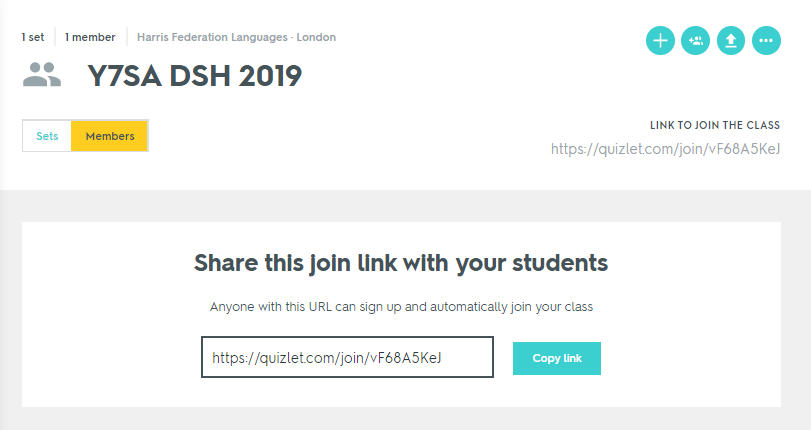 1 set 1 member Harris Federation Languages · London
Y7SA DSH 2019
Sets Members
LINK TO JOIN THE CLASS
https://quizlet.com/join/vF68A5KeJ
Share this join link with your students
Anyone with this URL can sign up and automatically join your class
https://quizlet.com/join/vF68A5KeJ Copy link